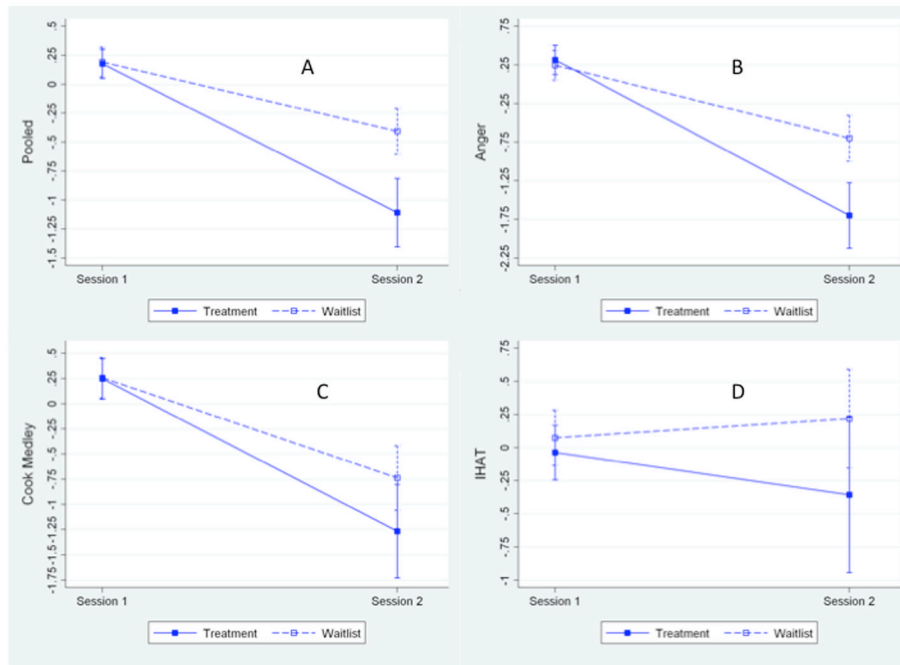 A
Pooled
.5
.25
0
-.25
-.5
-.75
-1
-1.25
-1.5
Session 1 Session 2
Treatment Waitlist
B
Anger
.75
.25
-.25
-.75
-1.25
-1.75
-2.25
Session 1 Session 2
Treatment Waitlist
C
Cook Medley
.5
.25
0
-.25
-.5
-.75
-1
-1.25
-1.5
-1.75
Session 1 Session 2
Treatment Waitlist
D
IHAT
.75
.5
.25
0
-.25
-.5
-.75
-1
Session 1 Session 2
Treatment Waitlist